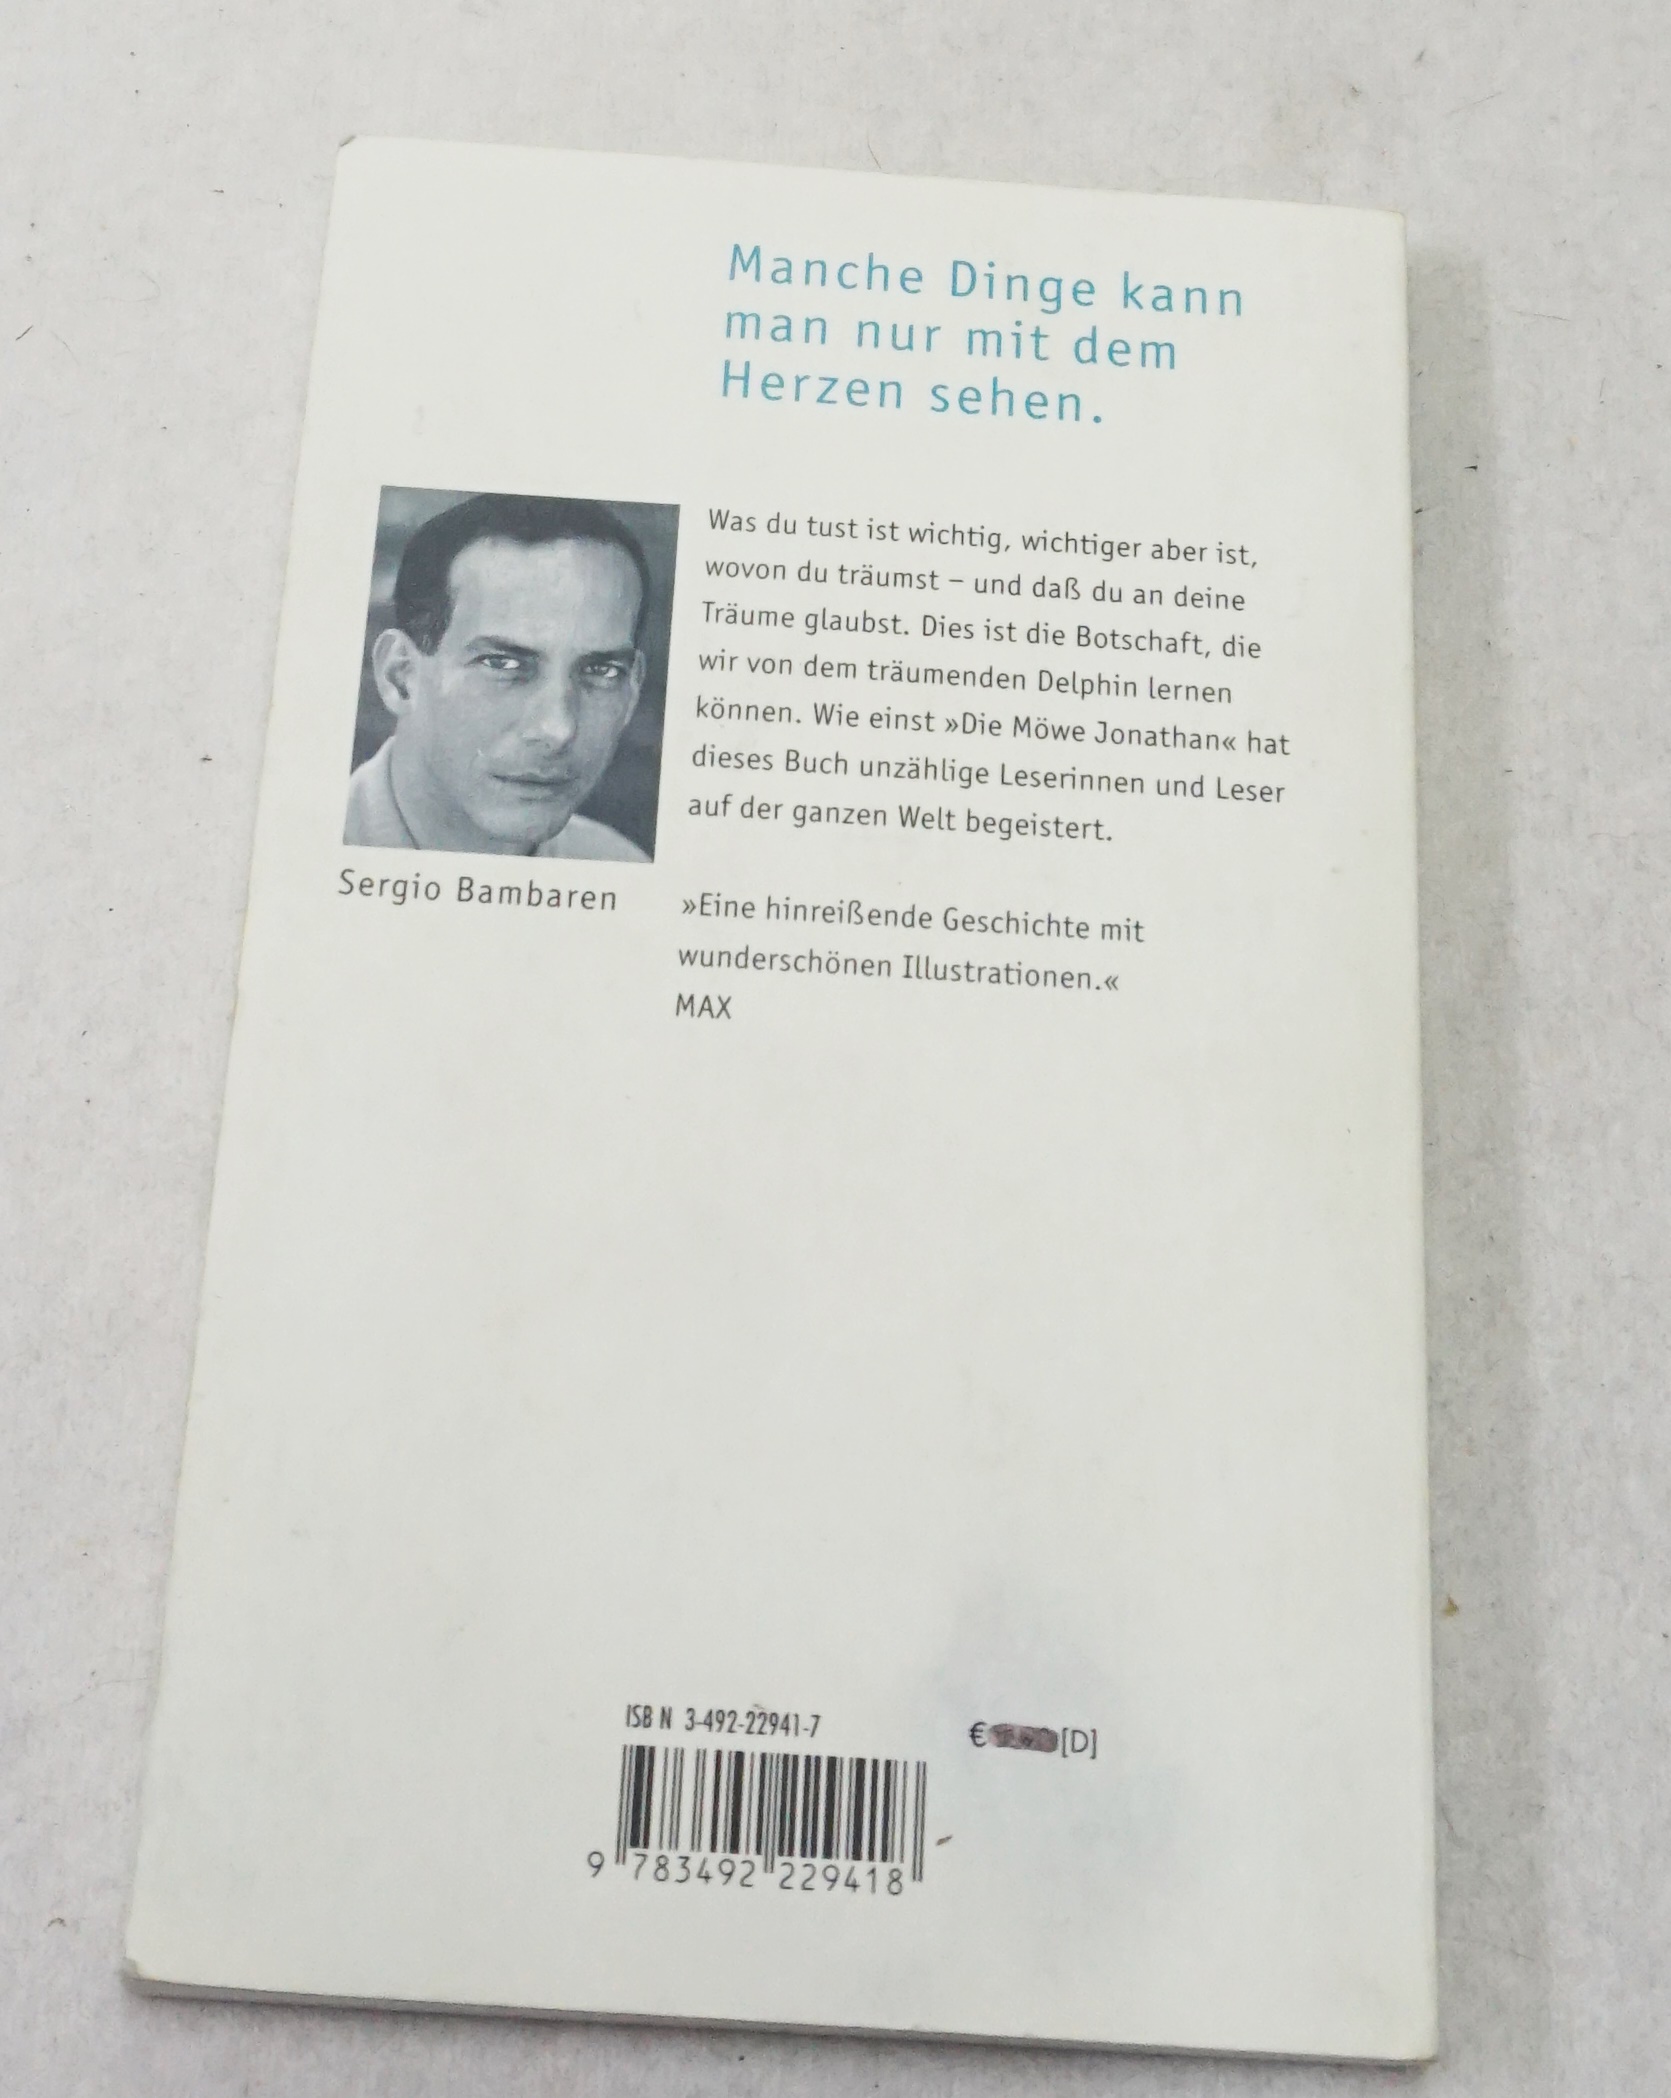 Manche Dinge kann
man nur mit dem
Herzen sehen.
Was du tust ist wichtig, wichtiger aber ist,
wovon du träumst – und daß du an deine
Träume glaubst. Dies ist die Botschaft, die
wir von dem träumenden Delphin lernen
können. Wie einst »Die Möwe Jonathan« hat
dieses Buch unzählige Leserinnen und Leser
auf der ganzen Welt begeistert.
Sergio Bambaren
»Eine hinreißende Geschichte mit
wunderschönen Illustrationen.«
MAX
ISBN 3-492-22941-7
€ [D]
9 783492 229418